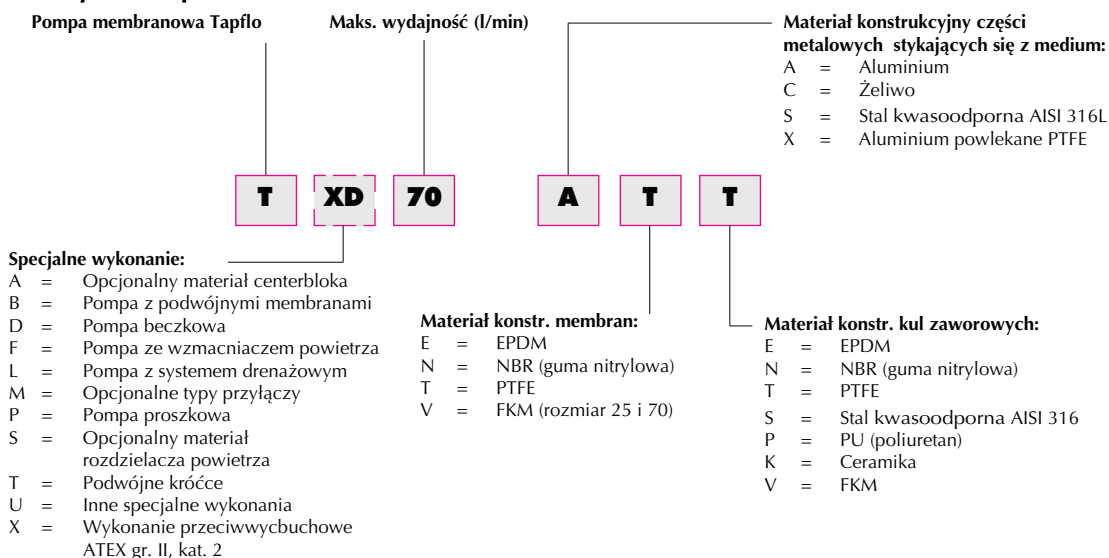 Pompa membranowa Tapflo
Maks. wydajność (l/min)
Materiał konstrukcyjny części
metalowych stykających się z medium:
A = Aluminium
C = Żeliwo
S = Stal kwasoodporna AISI 316L
X = Aluminium powlekane PTFE
T XD 70 A T T
Specjalne wykonanie:
A = Opcjonalny materiał centerbloka
B = Pompa z podwójnymi membranami
D = Pompa beczkowa
F = Pompa ze wzmacniaczem powietrza
L = Pompa z systemem drenażowym
M = Opcjonalne typy przyłączy
P = Pompa proszkowa
S = Opcjonalny materiał
rozdzielacza powietrza
T = Podwójne króćce
U = Inne specjalne wykonania
X = Wykonanie przeciwwycbuchowe
ATEX gr. II, kat. 2
Materiał konstr. membran:
E = EPDM
N = NBR (guma nitrylowa)
T = PTFE
V = FKM (rozmiar 25 i 70)
Materiał konstr. kul zaworowych:
E = EPDM
N = NBR (guma nitrylowa)
T = PTFE
S = Stal kwasoodporna AISI 316
P = PU (poliuretan)
K = Ceramika
V = FKM